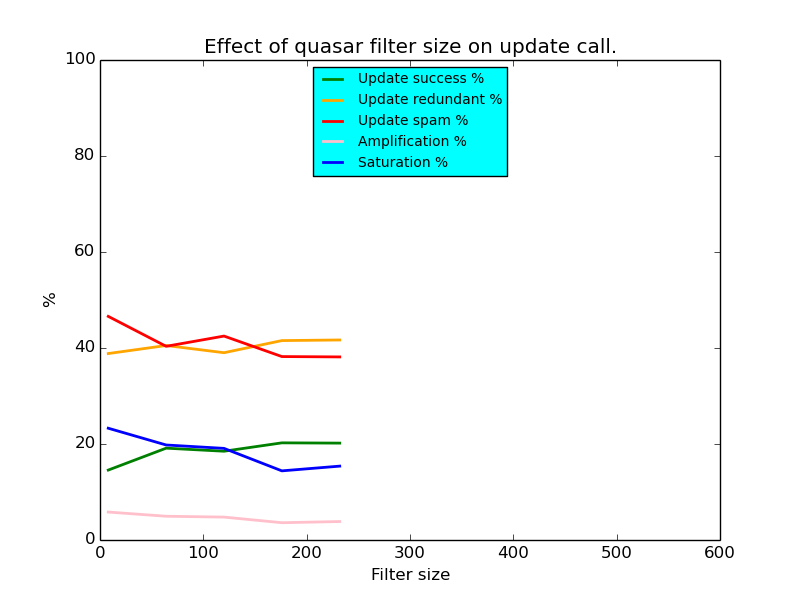 Effect of quasar filter size on update call.
100
80
60
40
20
0
%
Update success %
Update redundant %
Update spam %
Amplification %
Saturation %
0 100 200 300 400 500 600
Filter size